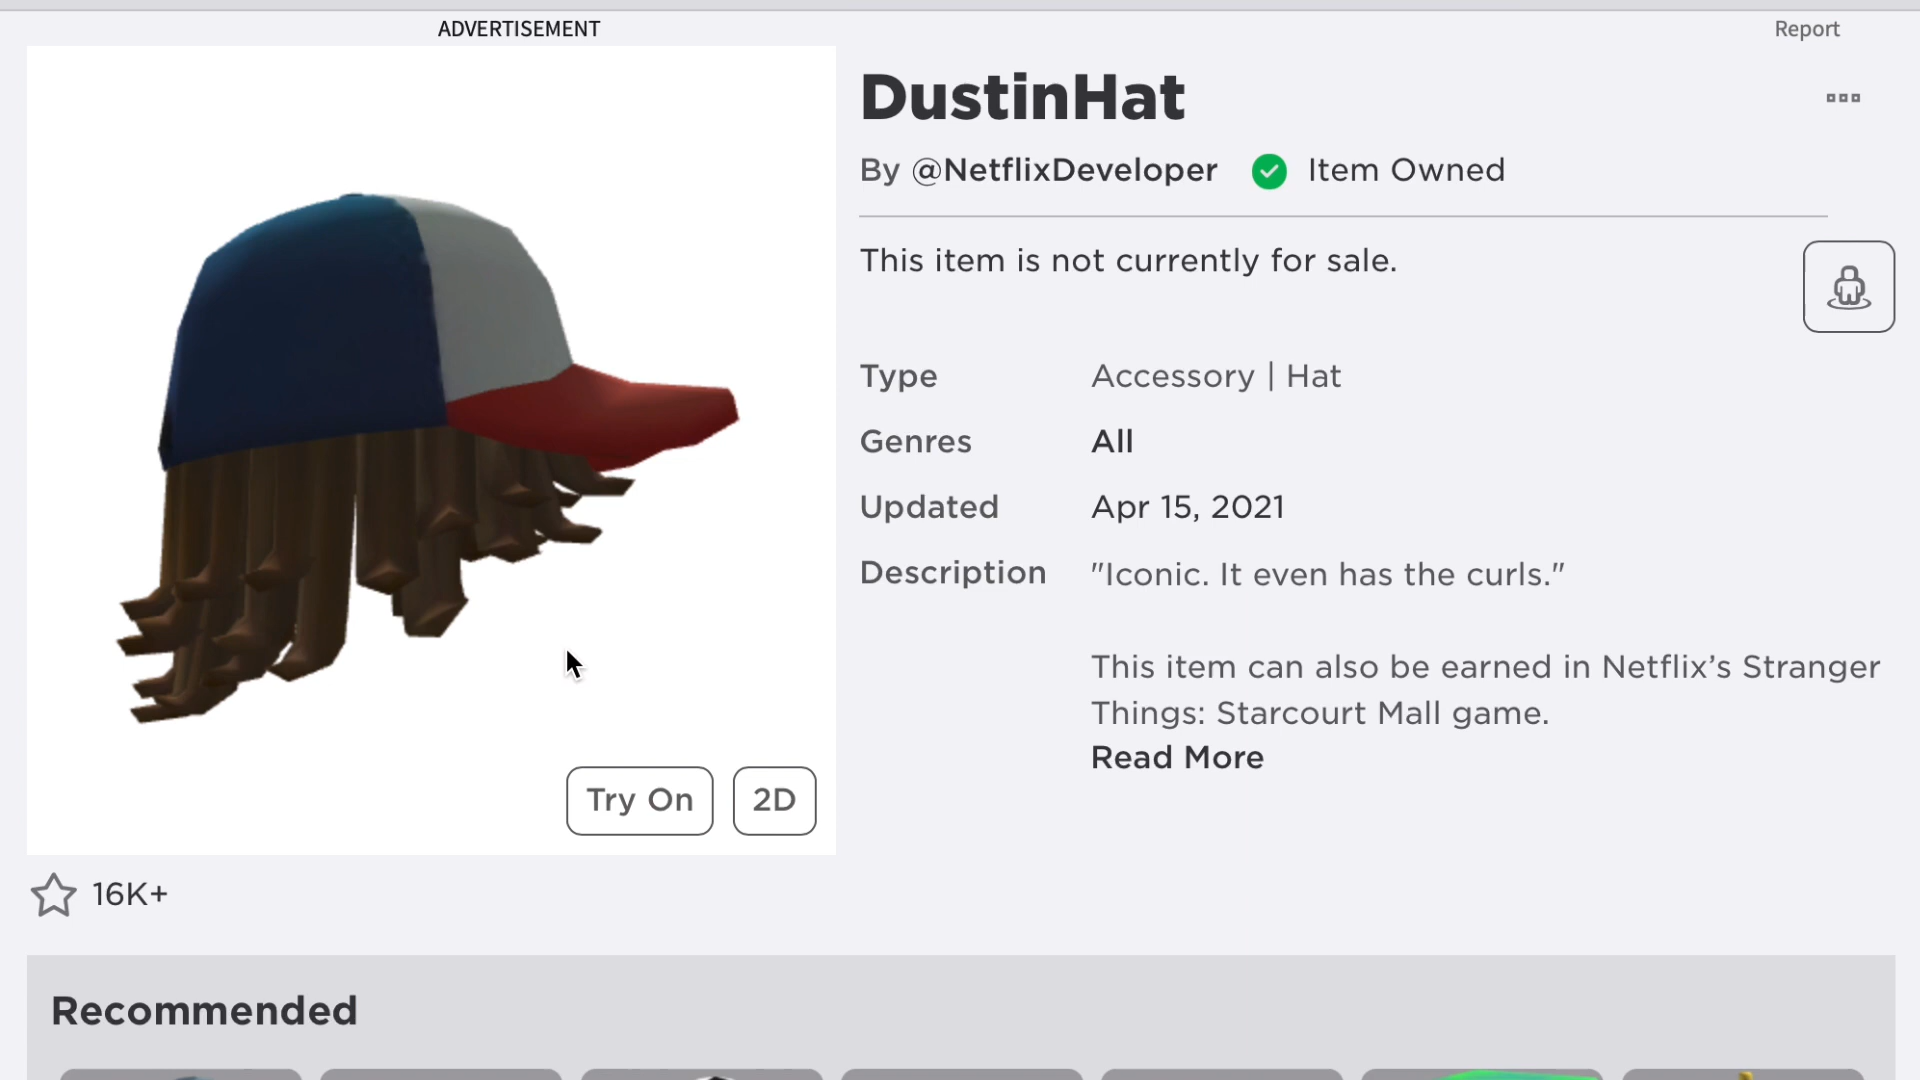 ADVERTISEMENT
Report
DustinHat
By @NetflixDeveloper
Item Owned
This item is not currently for sale.
Type Accessory | Hat
Genres All
Updated Apr 15, 2021
Description "Iconic. It even has the curls."
This item can also be earned in Netflix’s Stranger
Things: Starcourt Mall game.
Read More
Try On
2D
16K+
Recommended